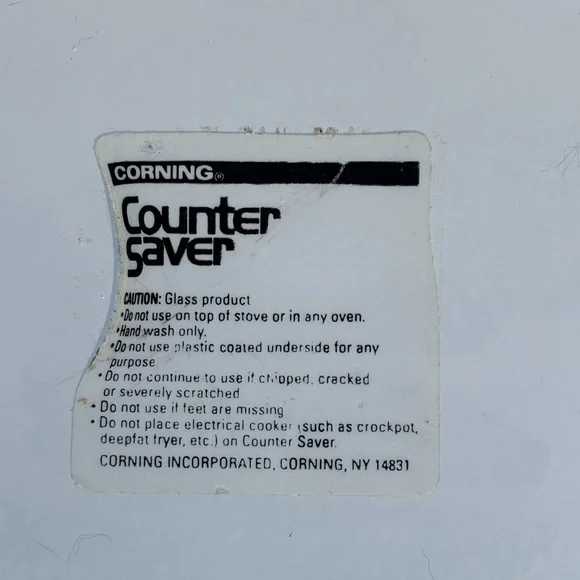 CORNING®
Counter
saver
CAUTION: Glass product
•Do not use on top of stove or in any oven.
•Hand wash only.
•Do not use plastic coated underside for any
purpose.
•Do not continue to use if chipped, cracked
or severely scratched
•Do not use if feet are missing
•Do not place electrical cooker (such as crockpot,
deepfat fryer, etc.) on Counter Saver.
CORNING INCORPORATED, CORNING, NY 14831